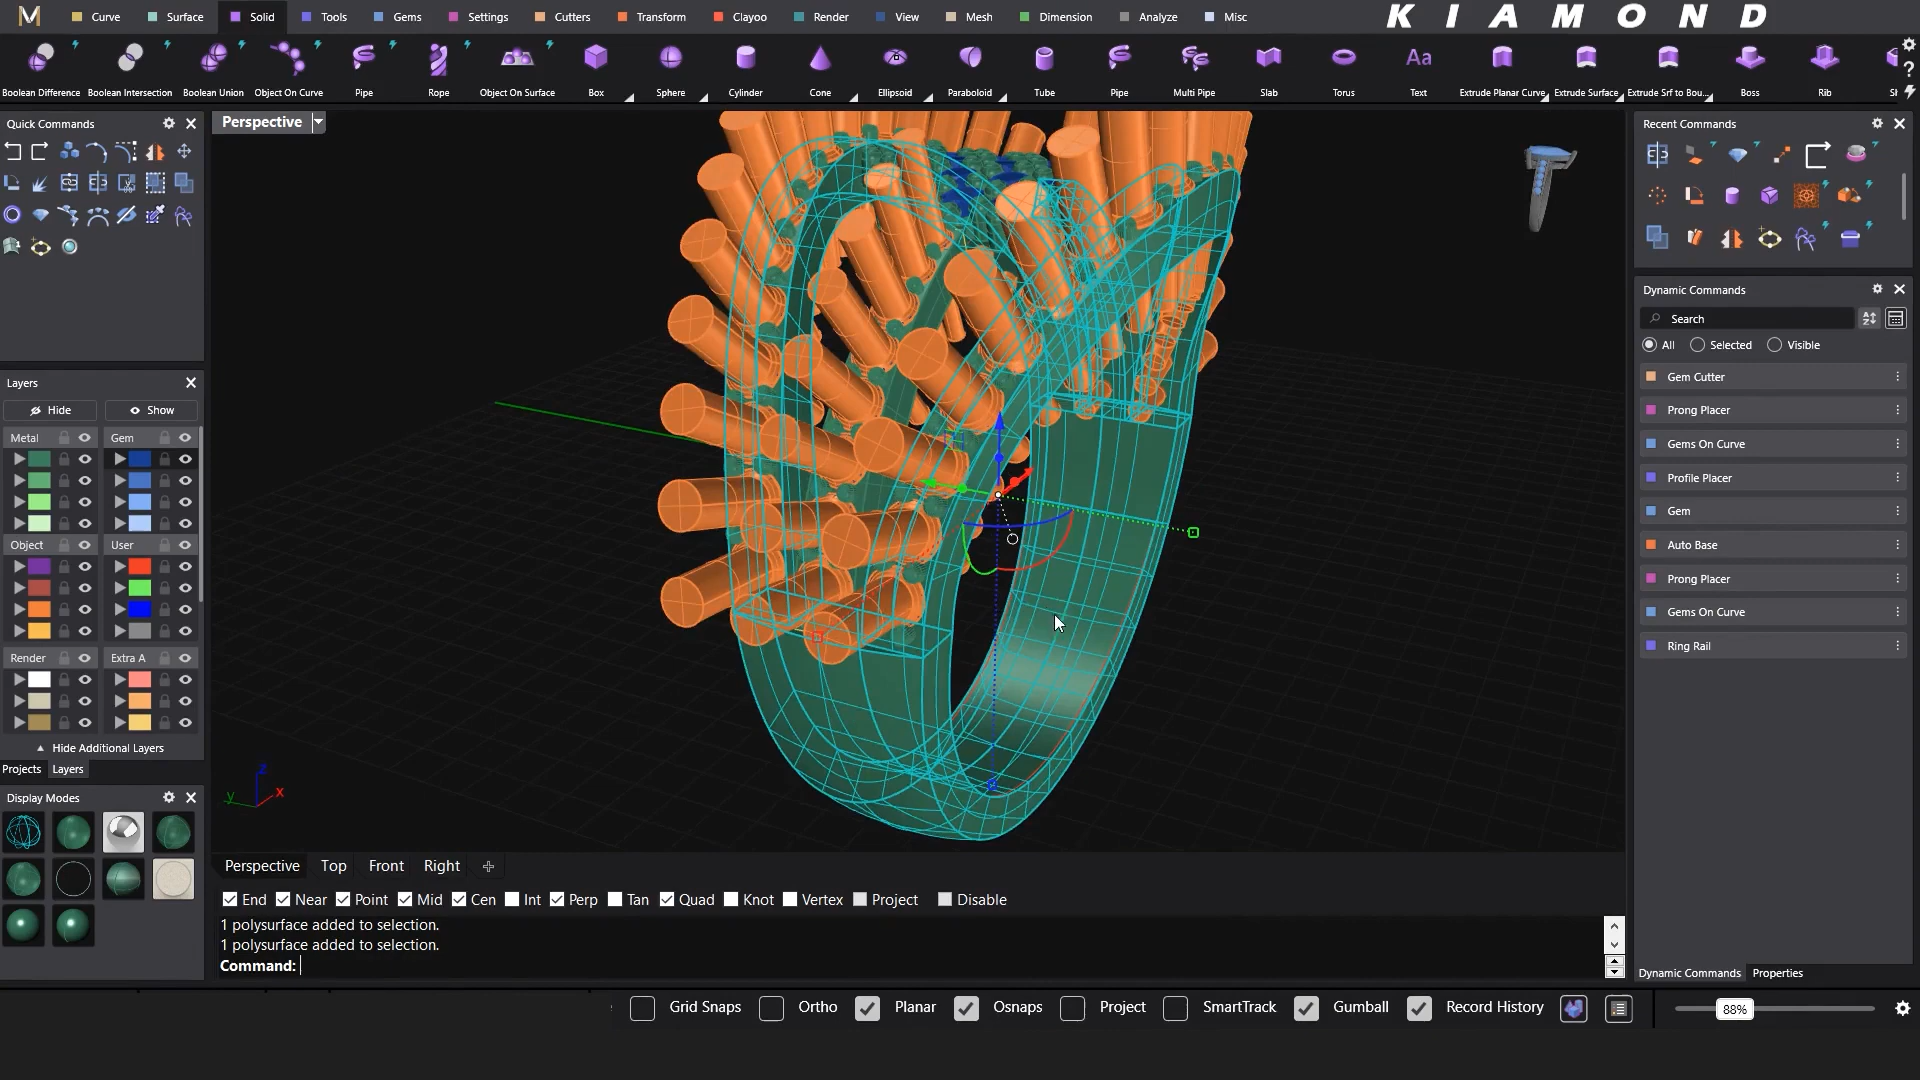 Curve Surface Solid Tools Gems Settings Cutters Transform Clayoo Render View Mesh Dimension Analyze Misc
K I A M O N D
Boolean Difference Boolean Intersection Boolean Union Object On Curve Pipe Rope Object On Surface Box Sphere Cylinder Cone Ellipsoid Paraboloid Tube Pipe Multi Pipe Slab Torus Text Extrude Planar Curve Extrude Surface Extrude Srf to Bou... Boss Rib
Aa
Quick Commands
Perspective
Recent Commands
Dynamic Commands
Search
All Selected Visible
Gem Cutter
Prong Placer
Gems On Curve
Profile Placer
Gem
Auto Base
Prong Placer
Gems On Curve
Ring Rail
Layers
Hide Show
Metal Gem
Object User
Render Extra A
Hide Additional Layers
Projects Layers
Display Modes
z
y x
Perspective Top Front Right
End Near Point Mid Cen Int Perp Tan Quad Knot Vertex Project Disable
1 polysurface added to selection.
1 polysurface added to selection.
Command:
Dynamic Commands Properties
Grid Snaps Ortho Planar Osnaps Project SmartTrack Gumball Record History 88%